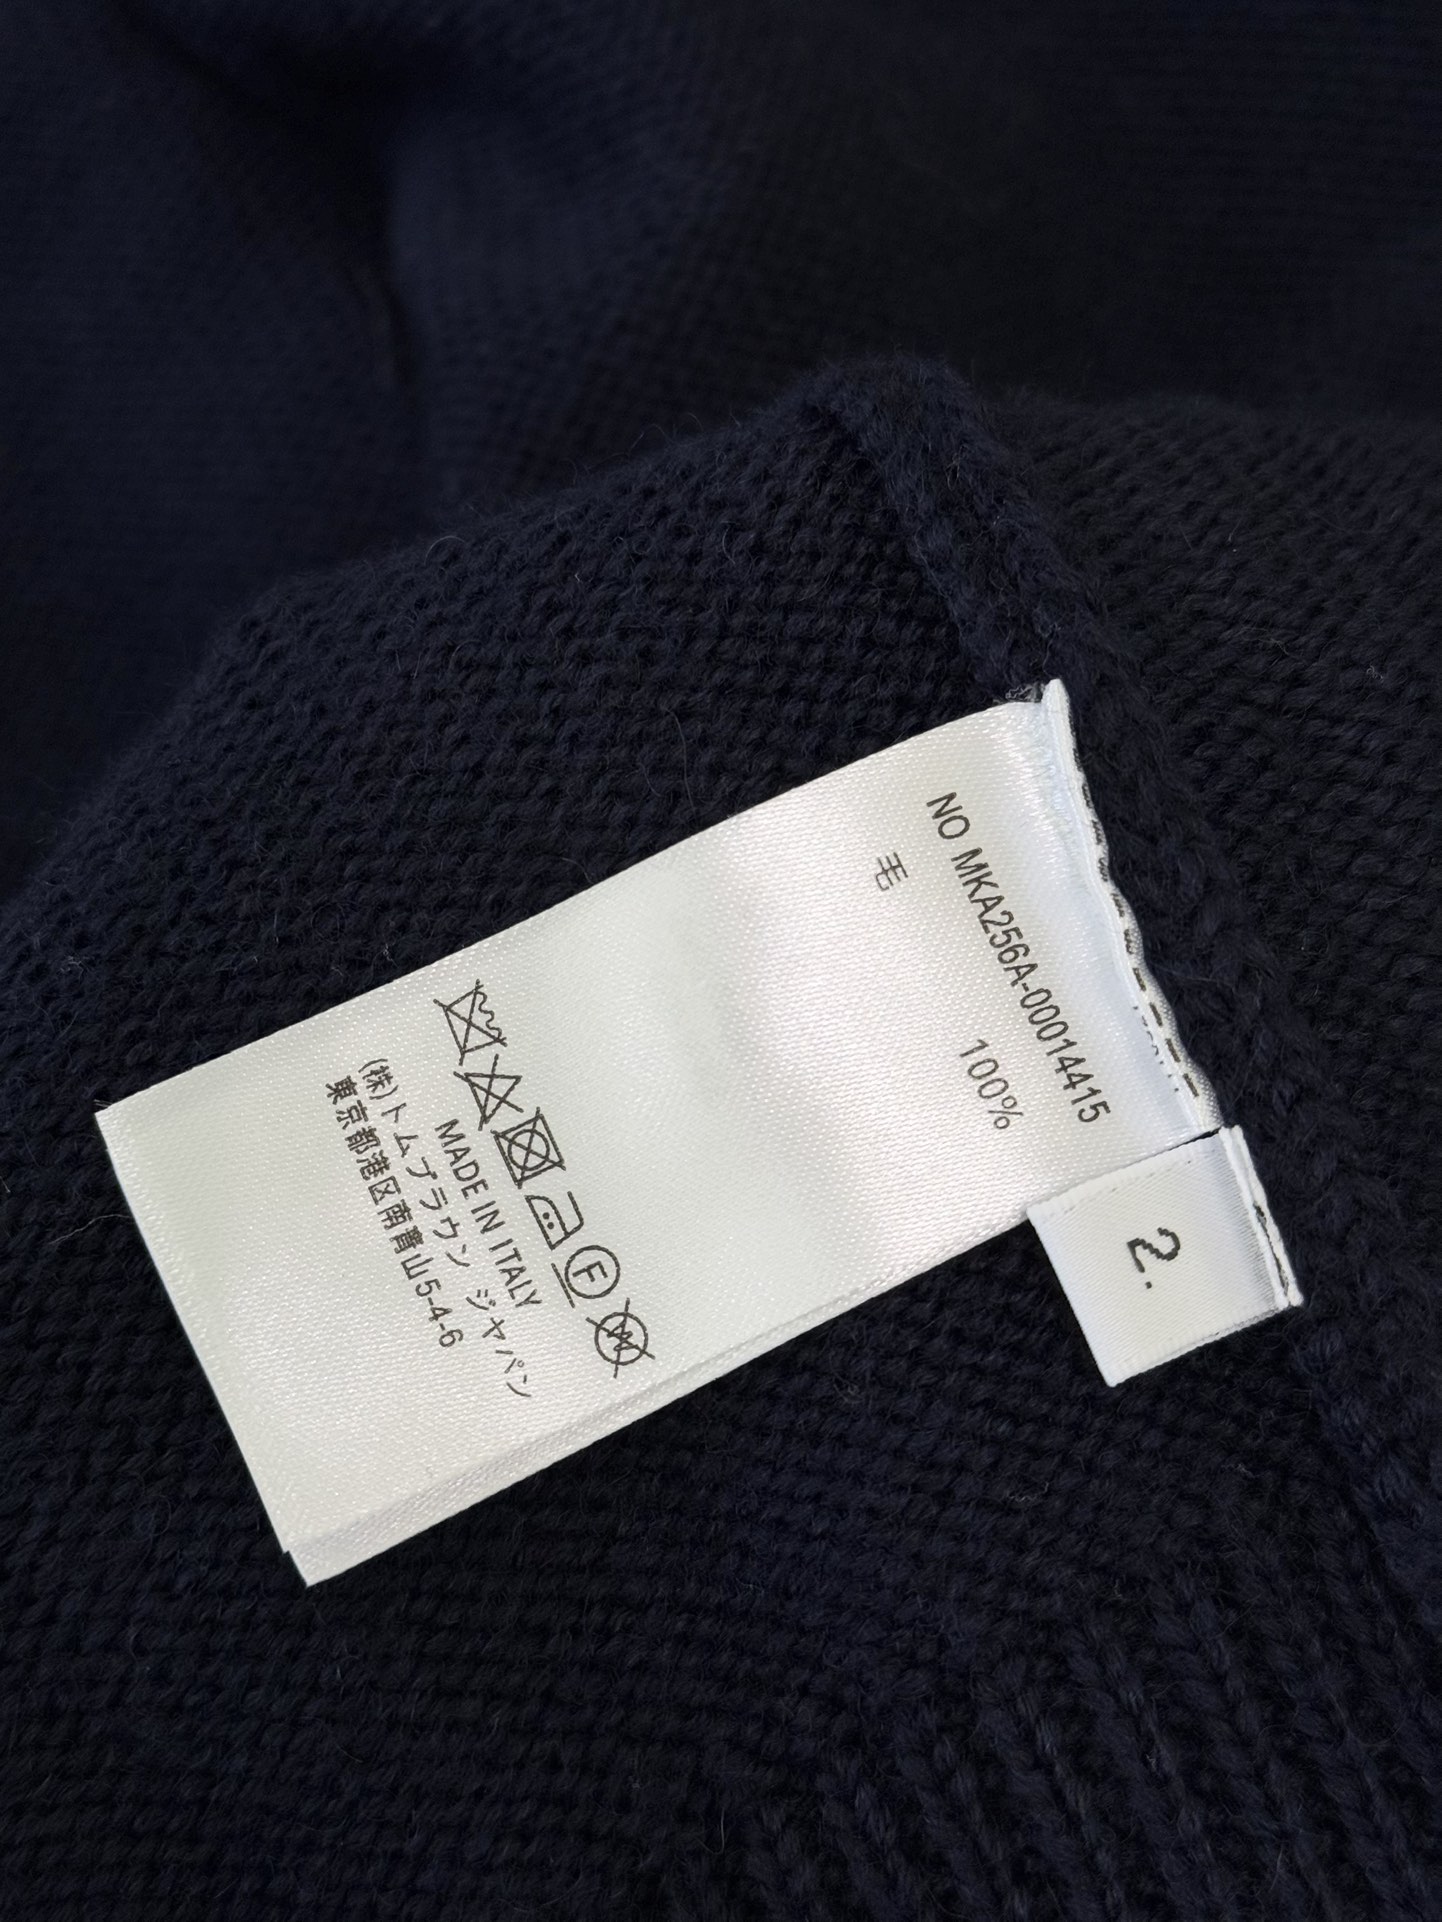 NO MKA256A-00014415
毛 100%
MADE IN ITALY
(株)トムブラウン ジャパン
東京都港区南青山5-4-6
2.